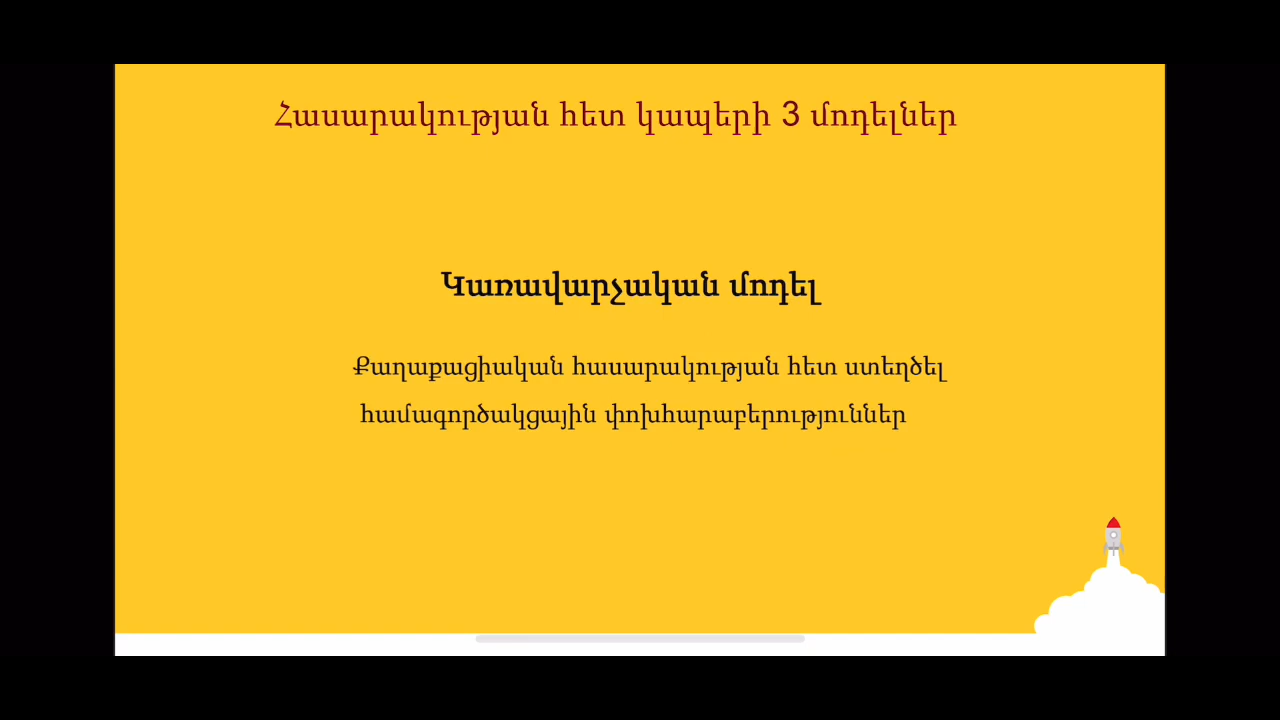 Հասարակության հետ կապերի 3 մոդելներ
Կառավարչական մոդել
Քաղաքացիական հասարակության հետ ստեղծել
համագործակցային փոխհարաբերություններ